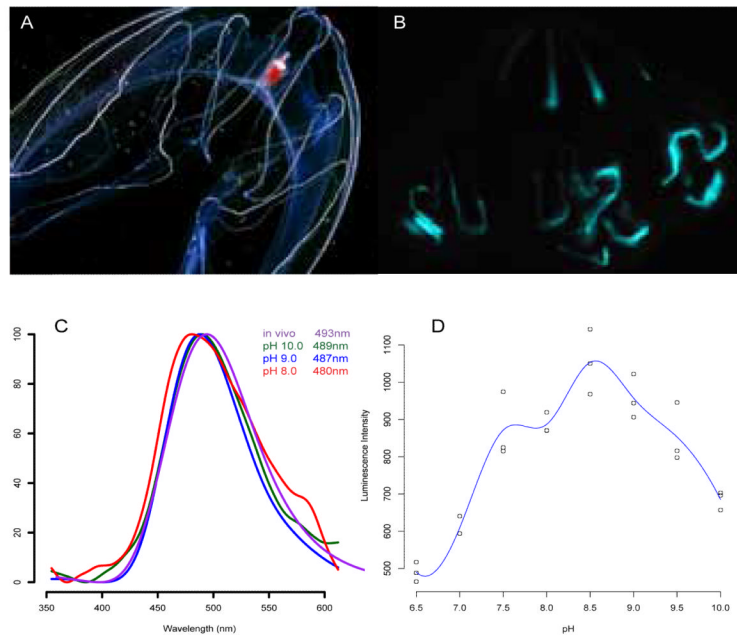 A
B
C
in vivo 493nm
pH 10.0 489nm
pH 9.0 487nm
pH 8.0 480nm
100
80
60
40
20
0
350 400 450 500 550 600
Wavelength (nm)
D
Luminescence Intensity
1100
1000
900
800
700
600
500
6.5 7.0 7.5 8.0 8.5 9.0 9.5 10.0
pH